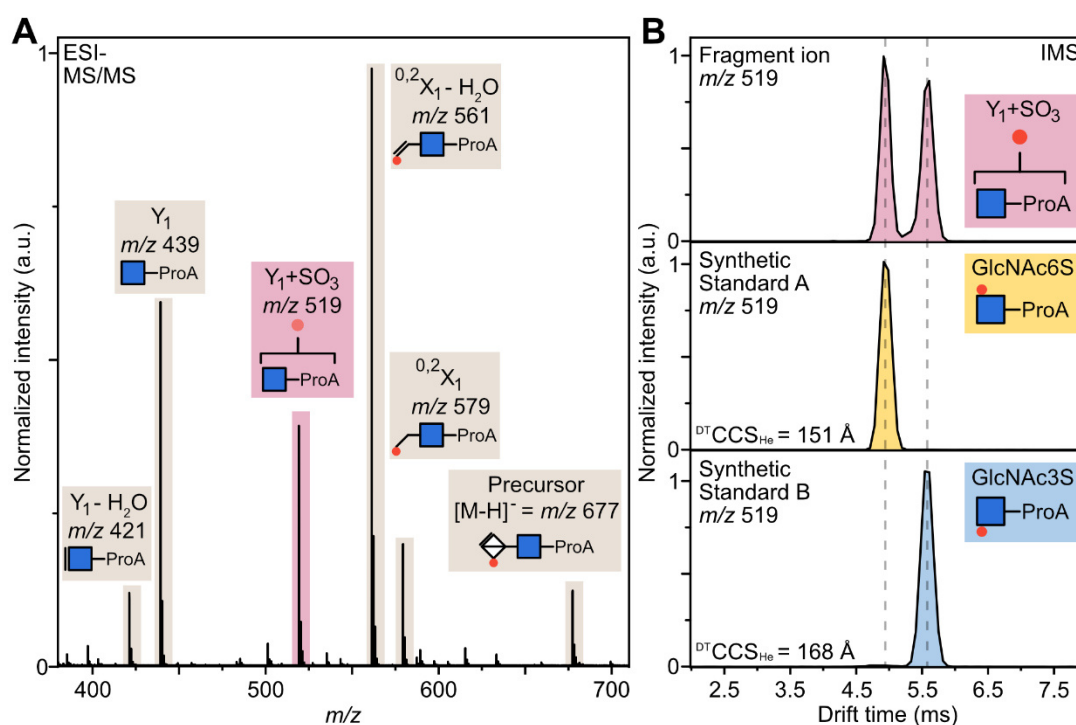 A
ESI-
MS/MS
1
0
Normalized intensity (a.u.)
0,2X1 - H2O
m/z 561
ProA
Y1
m/z 439
ProA
Y1+SO3
m/z 519
ProA
0,2X1
m/z 579
ProA
Y1 - H2O
m/z 421
ProA
Precursor
[M-H]- = m/z 677
ProA
400
500
600
700
m/z
B
Fragment ion
m/z 519
IMS
Y1+SO3
ProA
1
0
Synthetic
Standard A
m/z 519
GlcNAc6S
ProA
DTCCSHe = 151 Å
1
0
Synthetic
Standard B
m/z 519
GlcNAc3S
ProA
DTCCSHe = 168 Å
1
0
Normalized intensity (a.u.)
2.5
3.5
4.5
5.5
6.5
7.5
Drift time (ms)